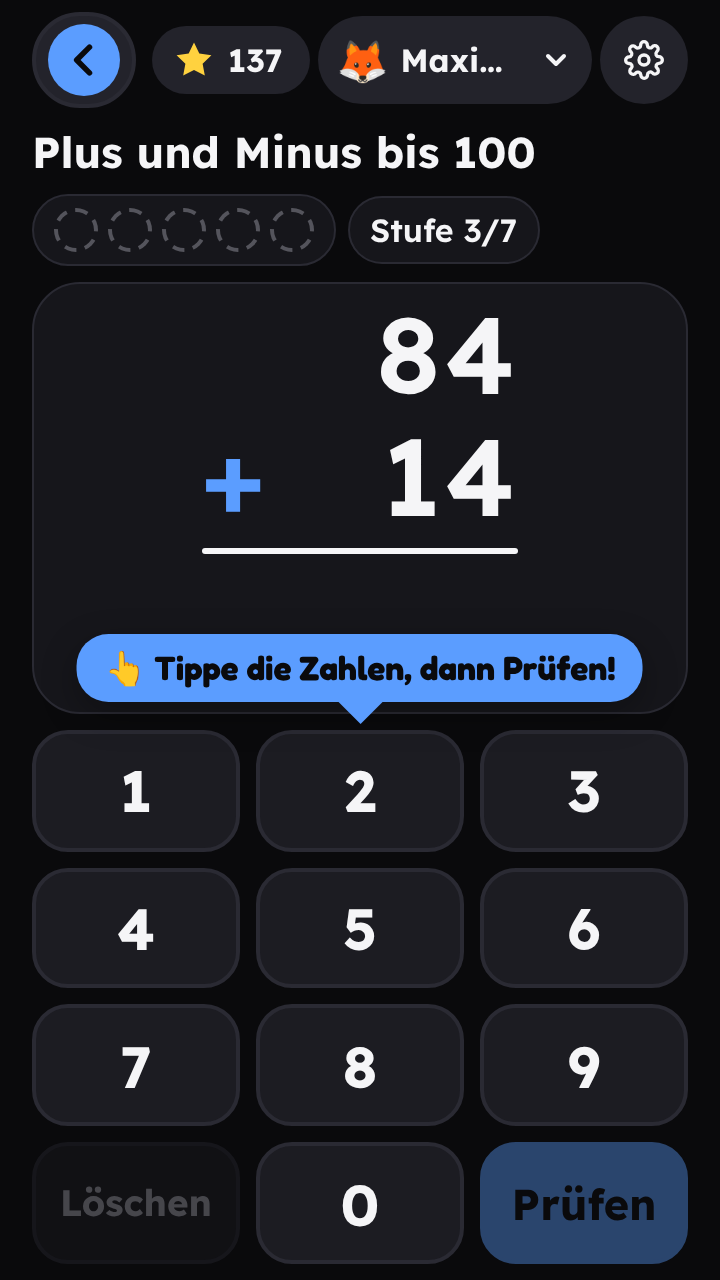 137
Maxi...
Plus und Minus bis 100
Stufe 3/7
84
+ 14
👆 Tippe die Zahlen, dann Prüfen!
1 2 3
4 5 6
7 8 9
Löschen 0 Prüfen